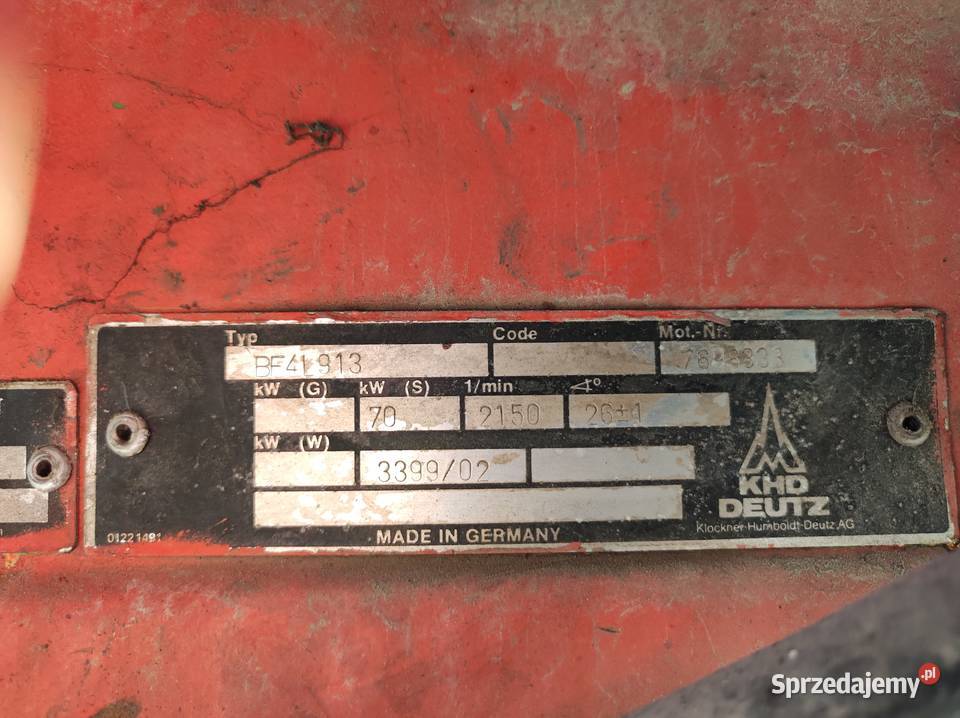 Typ Code Mot.-Nr.
BF4L913
kW (G) kW (S) 1/min ∢°
70 2150 26±1
kW (W)
3399/02
KHD
DEUTZ
Klöckner-Humboldt-Deutz AG
01221491 MADE IN GERMANY
Sprzedajemy.pl